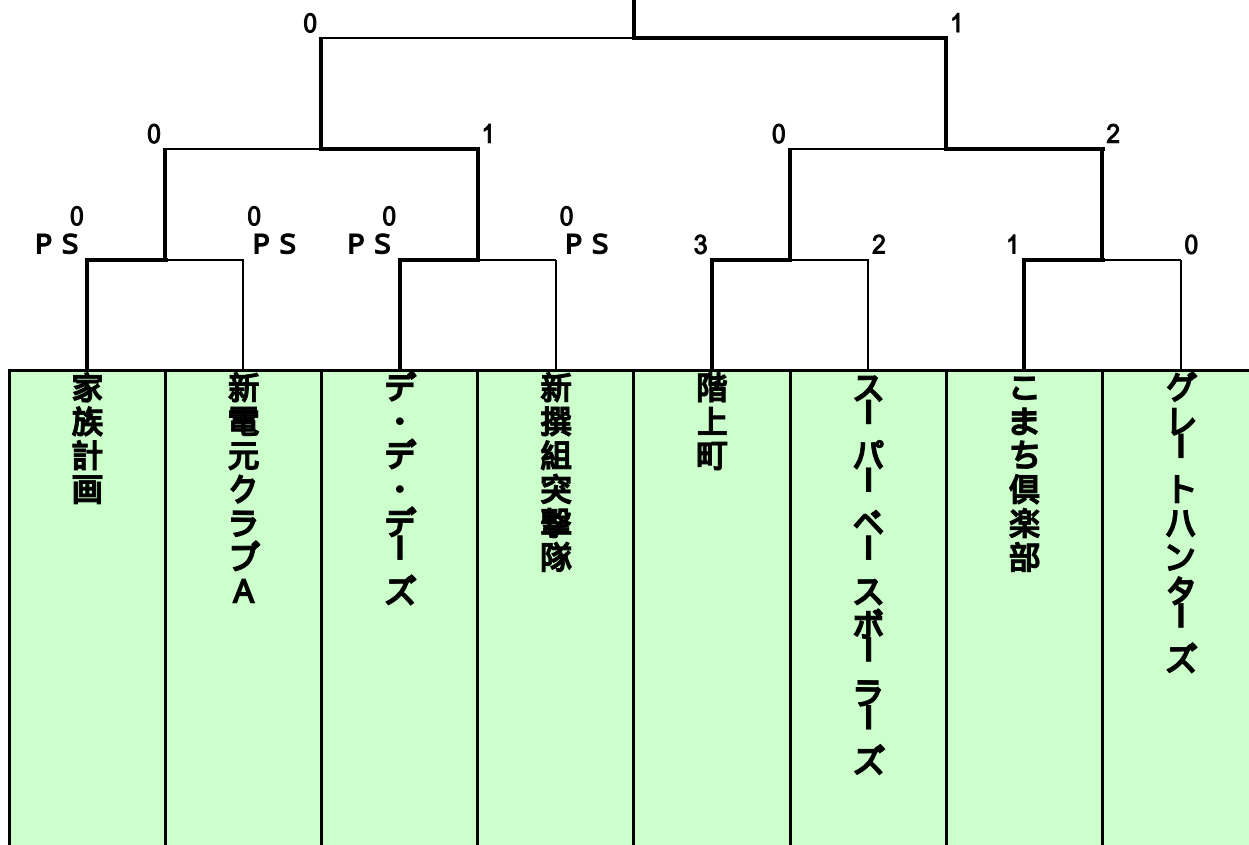 0 1
0 1 0 2
0 0 0 0
ＰＳ ＰＳ ＰＳ ＰＳ 3 2 1 0
家族計画
新電元クラブＡ
デ・デ・デーズ
新撰組突撃隊
階上町
スーパーベースボーラーズ
こまち倶楽部
グレートハンターズ